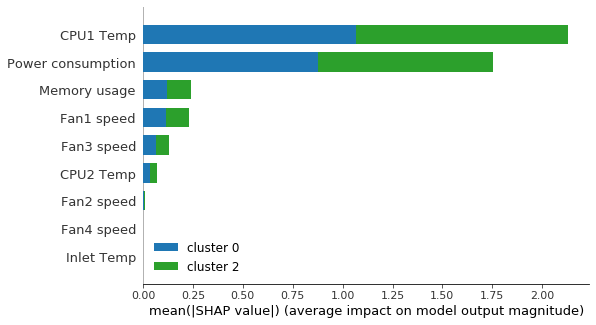 CPU1 Temp
Power consumption
Memory usage
Fan1 speed
Fan3 speed
CPU2 Temp
Fan2 speed
Fan4 speed
Inlet Temp
cluster 0
cluster 2
0.00 0.25 0.50 0.75 1.00 1.25 1.50 1.75 2.00
mean(|SHAP value|) (average impact on model output magnitude)